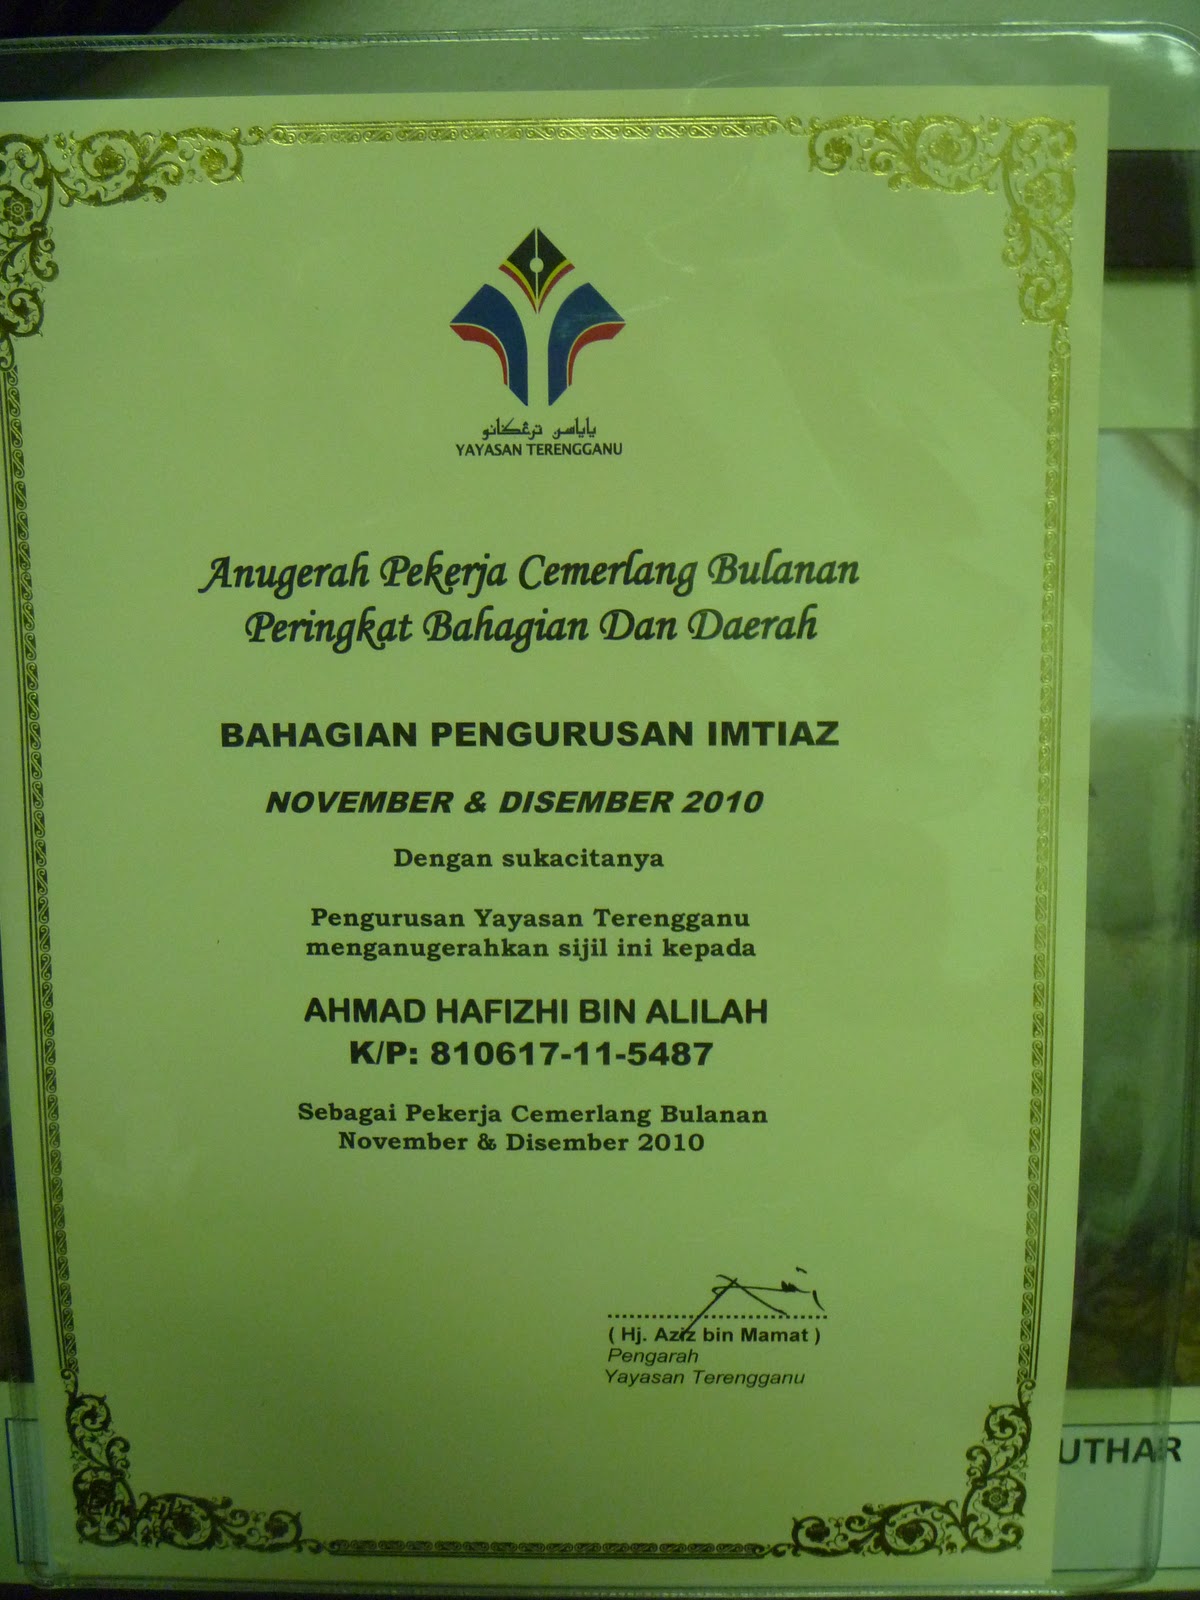 ياياسن ترڠݢانو
YAYASAN TERENGGANU
Anugerah Pekerja Cemerlang Bulanan
Peringkat Bahagian Dan Daerah
BAHAGIAN PENGURUSAN IMTIAZ
NOVEMBER & DISEMBER 2010
Dengan sukacitanya
Pengurusan Yayasan Terengganu
menganugerahkan sijil ini kepada
AHMAD HAFIZHI BIN ALILAH
K/P: 810617-11-5487
Sebagai Pekerja Cemerlang Bulanan
November & Disember 2010
( Hj. Aziz bin Mamat )
Pengarah
Yayasan Terengganu
UTHAR